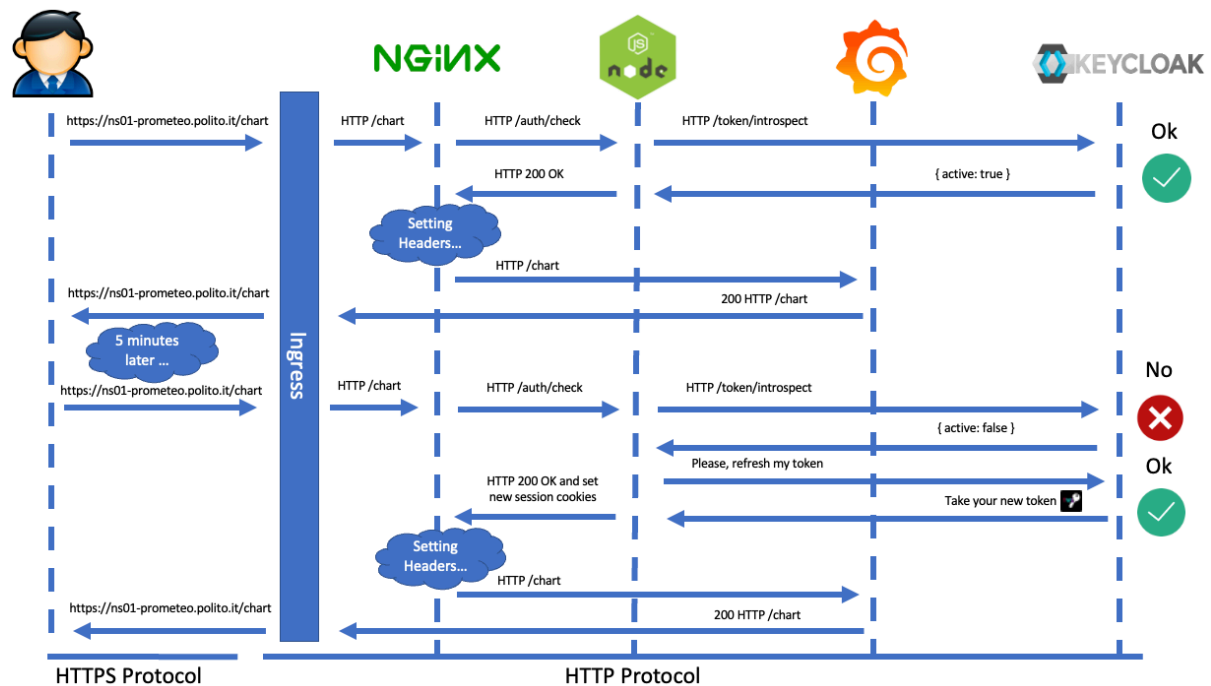 NGiNX
JS
node
KEYCLOAK
https://ns01-prometeo.polito.it/chart
HTTP /chart
HTTP /auth/check
HTTP /token/introspect
Ok
HTTP 200 OK
{ active: true }
Setting
Headers...
HTTP /chart
https://ns01-prometeo.polito.it/chart
200 HTTP /chart
Ingress
5 minutes
later ...
https://ns01-prometeo.polito.it/chart
HTTP /chart
HTTP /auth/check
HTTP /token/introspect
No
{ active: false }
Please, refresh my token
Ok
HTTP 200 OK and set
new session cookies
Take your new token
Setting
Headers...
HTTP /chart
https://ns01-prometeo.polito.it/chart
200 HTTP /chart
HTTPS Protocol
HTTP Protocol